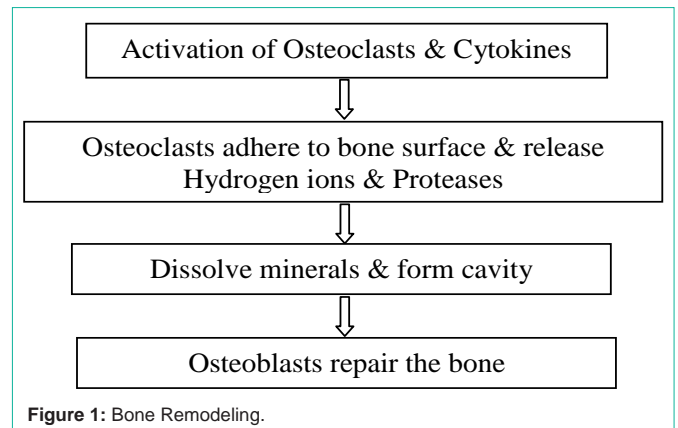 Activation of Osteoclasts & Cytokines
Osteoclasts adhere to bone surface & release
Hydrogen ions & Proteases
Dissolve minerals & form cavity
Osteoblasts repair the bone
Figure 1: Bone Remodeling.